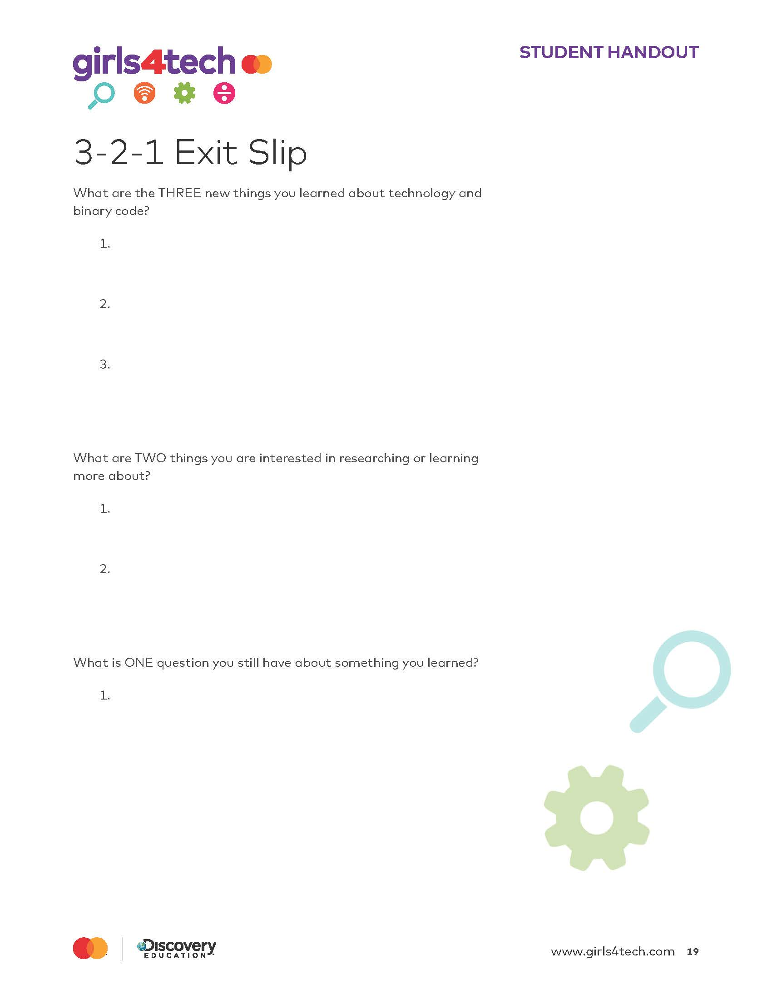 girls4tech
STUDENT HANDOUT
3-2-1 Exit Slip
What are the THREE new things you learned about technology and
binary code?
1.
2.
3.
What are TWO things you are interested in researching or learning
more about?
1.
2.
What is ONE question you still have about something you learned?
1.
Discovery
EDUCATION
www.girls4tech.com 19